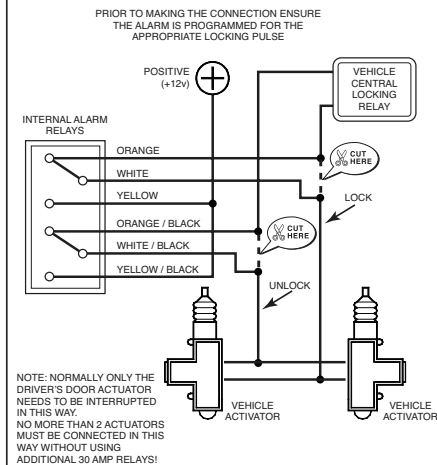 PRIOR TO MAKING THE CONNECTION ENSURE
THE ALARM IS PROGRAMMED FOR THE
APPROPRIATE LOCKING PULSE
POSITIVE
(+12v)
VEHICLE
CENTRAL
LOCKING
RELAY
INTERNAL ALARM
RELAYS
ORANGE
CUT
HERE
WHITE
YELLOW
LOCK
ORANGE / BLACK
CUT
HERE
WHITE / BLACK
YELLOW / BLACK
UNLOCK
NOTE: NORMALLY ONLY THE
DRIVER'S DOOR ACTUATOR
NEEDS TO BE INTERRUPTED
IN THIS WAY.
NO MORE THAN 2 ACTUATORS
MUST BE CONNECTED IN THIS
WAY WITHOUT USING
ADDITIONAL 30 AMP RELAYS!
VEHICLE
ACTIVATOR
VEHICLE
ACTIVATOR